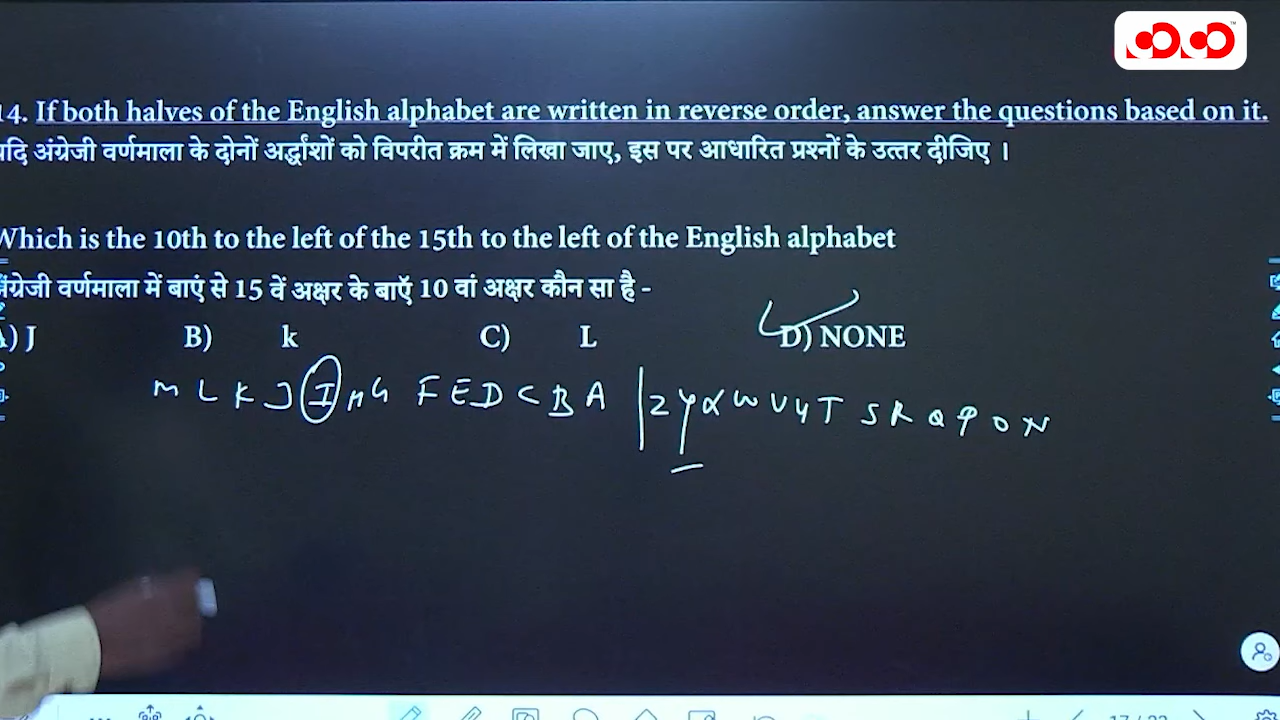 14. If both halves of the English alphabet are written in reverse order, answer the questions based on it.
यदि अंग्रेजी वर्णमाला के दोनों अर्द्धांशों को विपरीत क्रम में लिखा जाए, इस पर आधारित प्रश्नों के उत्तर दीजिए ।
Which is the 10th to the left of the 15th to the left of the English alphabet
अंग्रेजी वर्णमाला में बाएं से 15 वें अक्षर के बाएॅ 10 वां अक्षर कौन सा है -
A) J B) k C) L D) NONE
M L K J I H G F E D C B A | Z Y X W V U T S R Q P O N